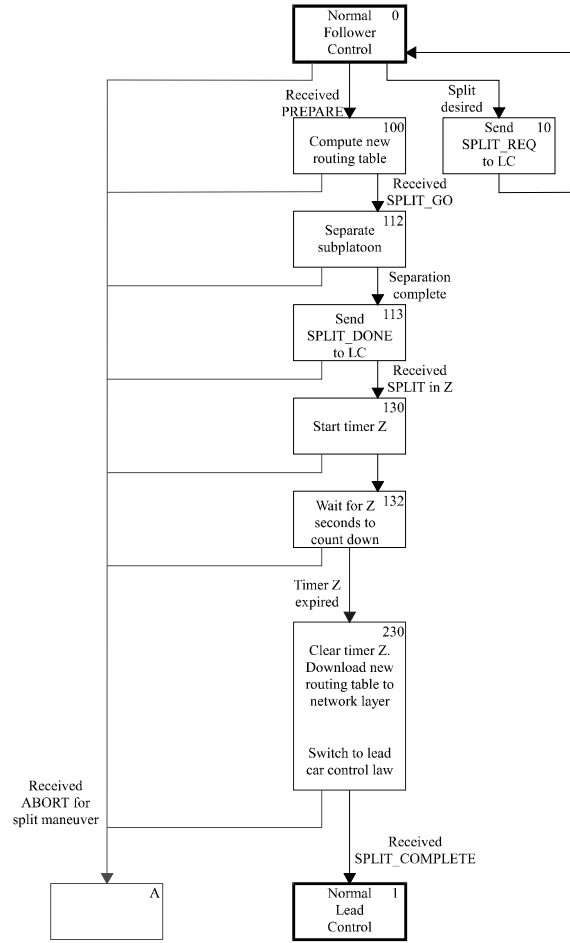 Normal 0
Follower
Control
Received
PREPARE
Split
desired
100
Compute new
routing table
Send 10
SPLIT_REQ
to LC
Received
SPLIT_GO
112
Separate
subplatoon
Separation
complete
113
Send
SPLIT_DONE
to LC
Received
SPLIT in Z
130
Start timer Z
132
Wait for Z
seconds to
count down
Timer Z
expired
230
Clear timer Z.
Download new
routing table to
network layer
Switch to lead
car control law
Received
ABORT for
split maneuver
Received
SPLIT_COMPLETE
A
Normal 1
Lead
Control